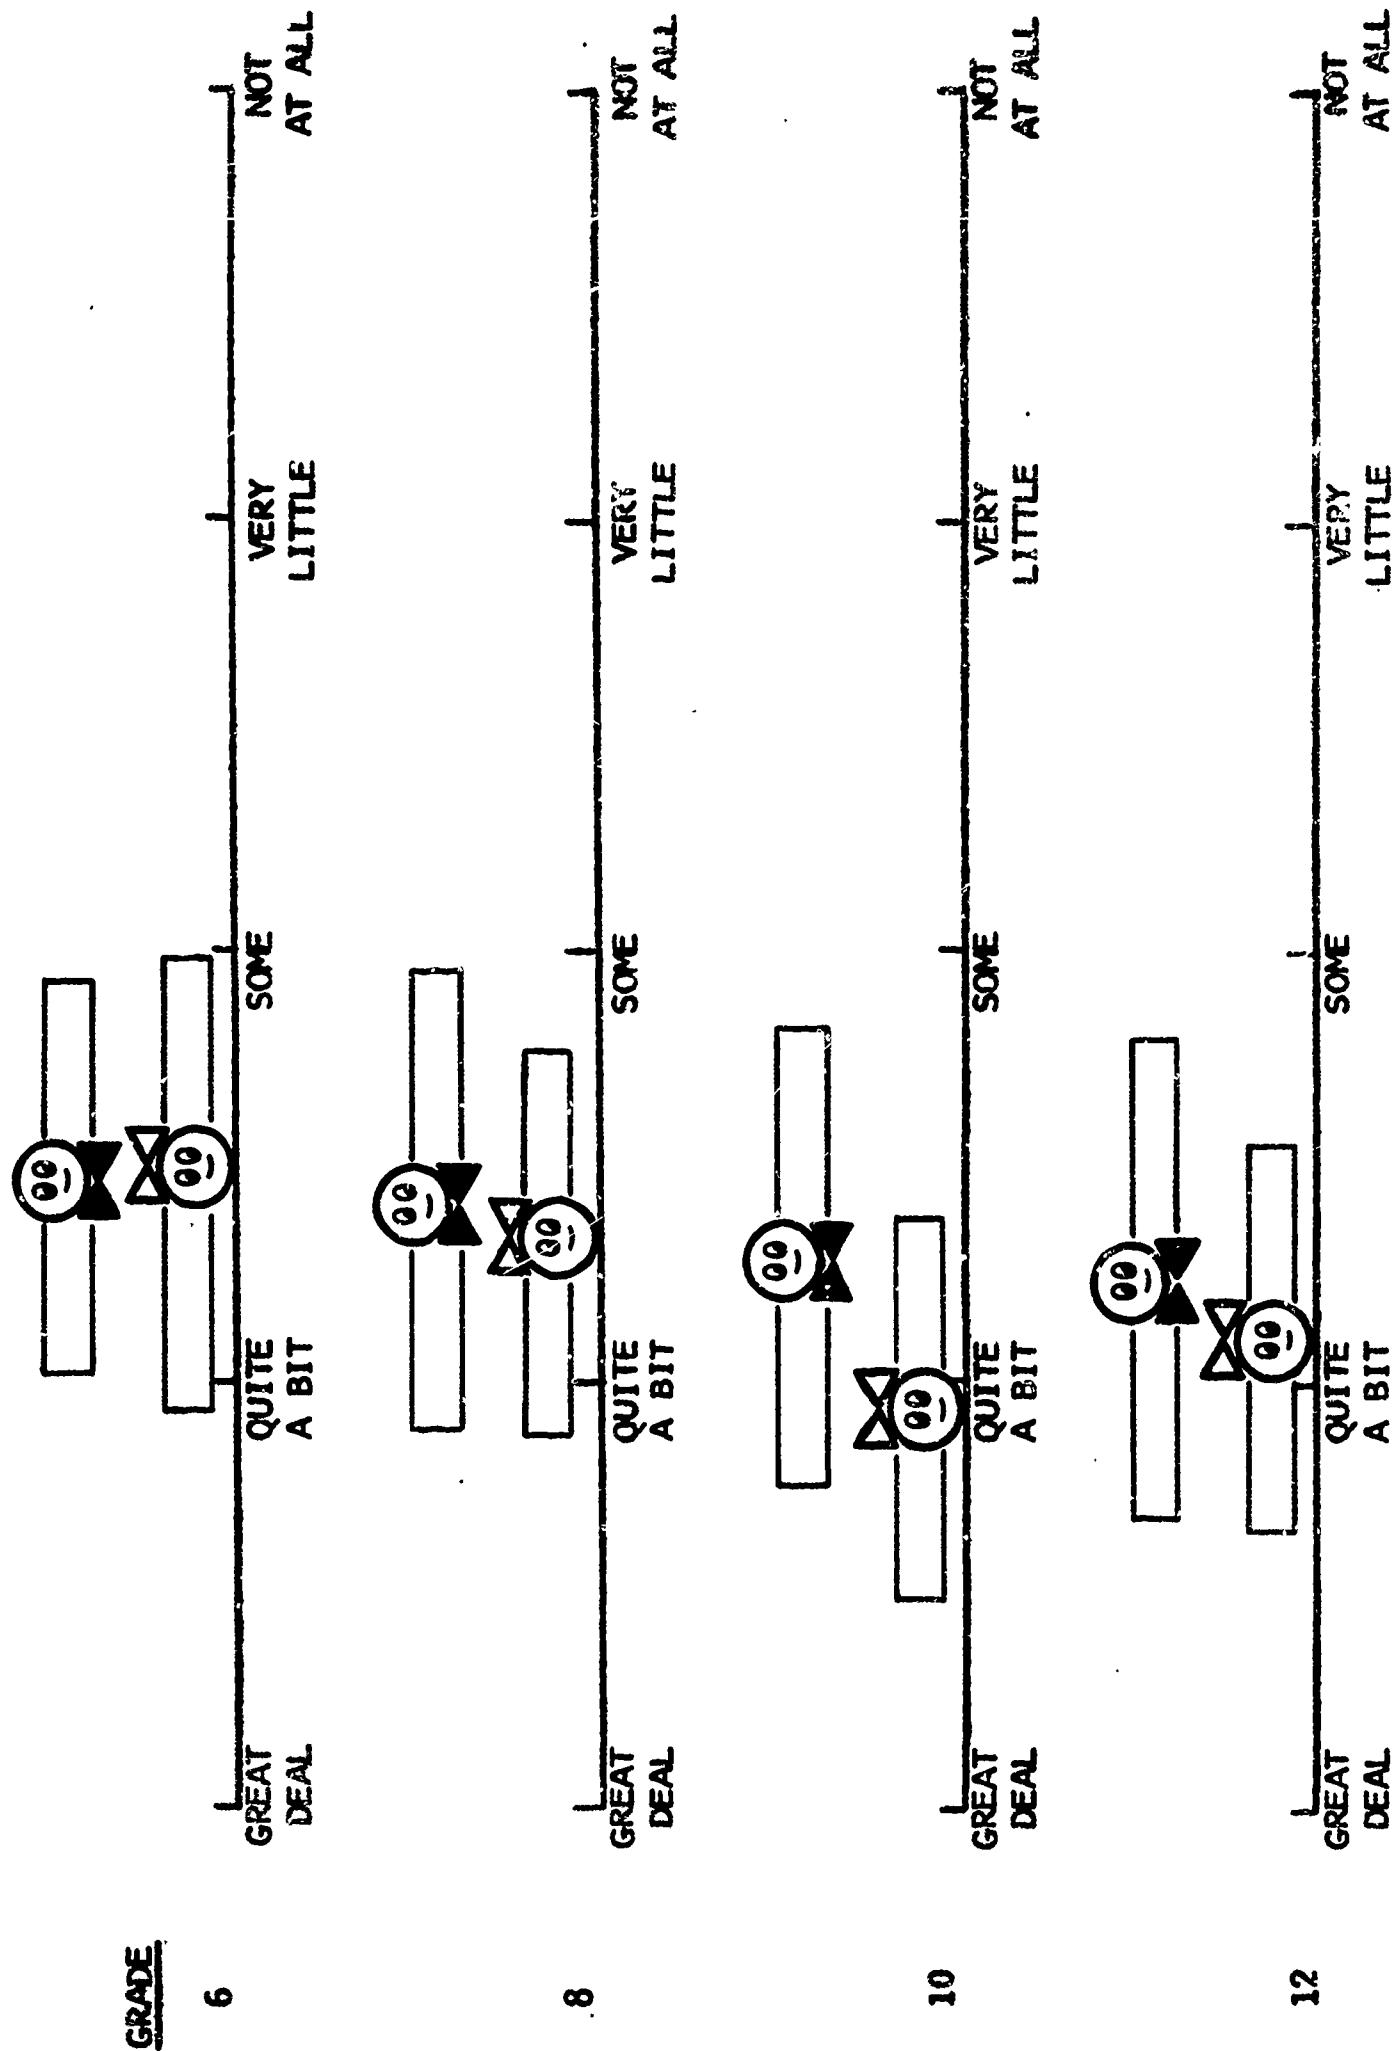 GRADE
6
GREAT DEAL
QUITE A BIT
SOME
VERY LITTLE
NOT AT ALL
8
GREAT DEAL
QUITE A BIT
SOME
VERY LITTLE
NOT AT ALL
10
GREAT DEAL
QUITE A BIT
SOME
VERY LITTLE
NOT AT ALL
12
GREAT DEAL
QUITE A BIT
SOME
VERY LITTLE
NOT AT ALL